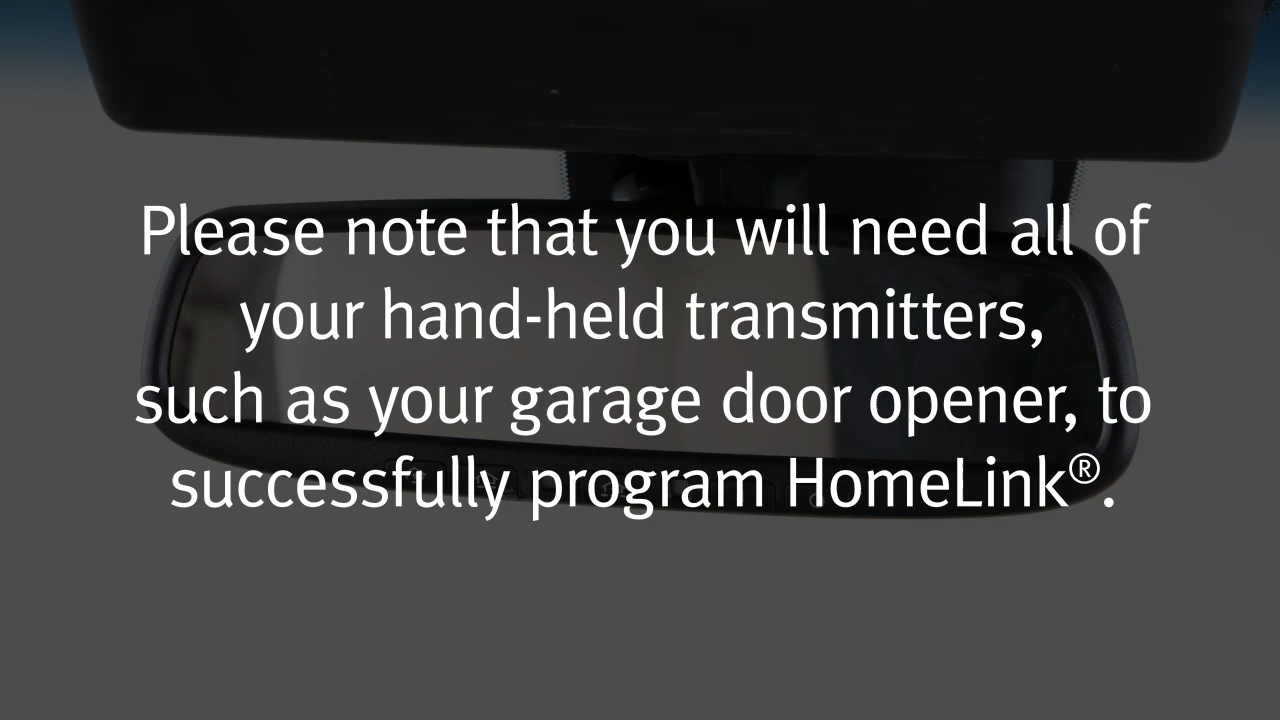 Please note that you will need all of
your hand-held transmitters,
such as your garage door opener, to
successfully program HomeLink®.